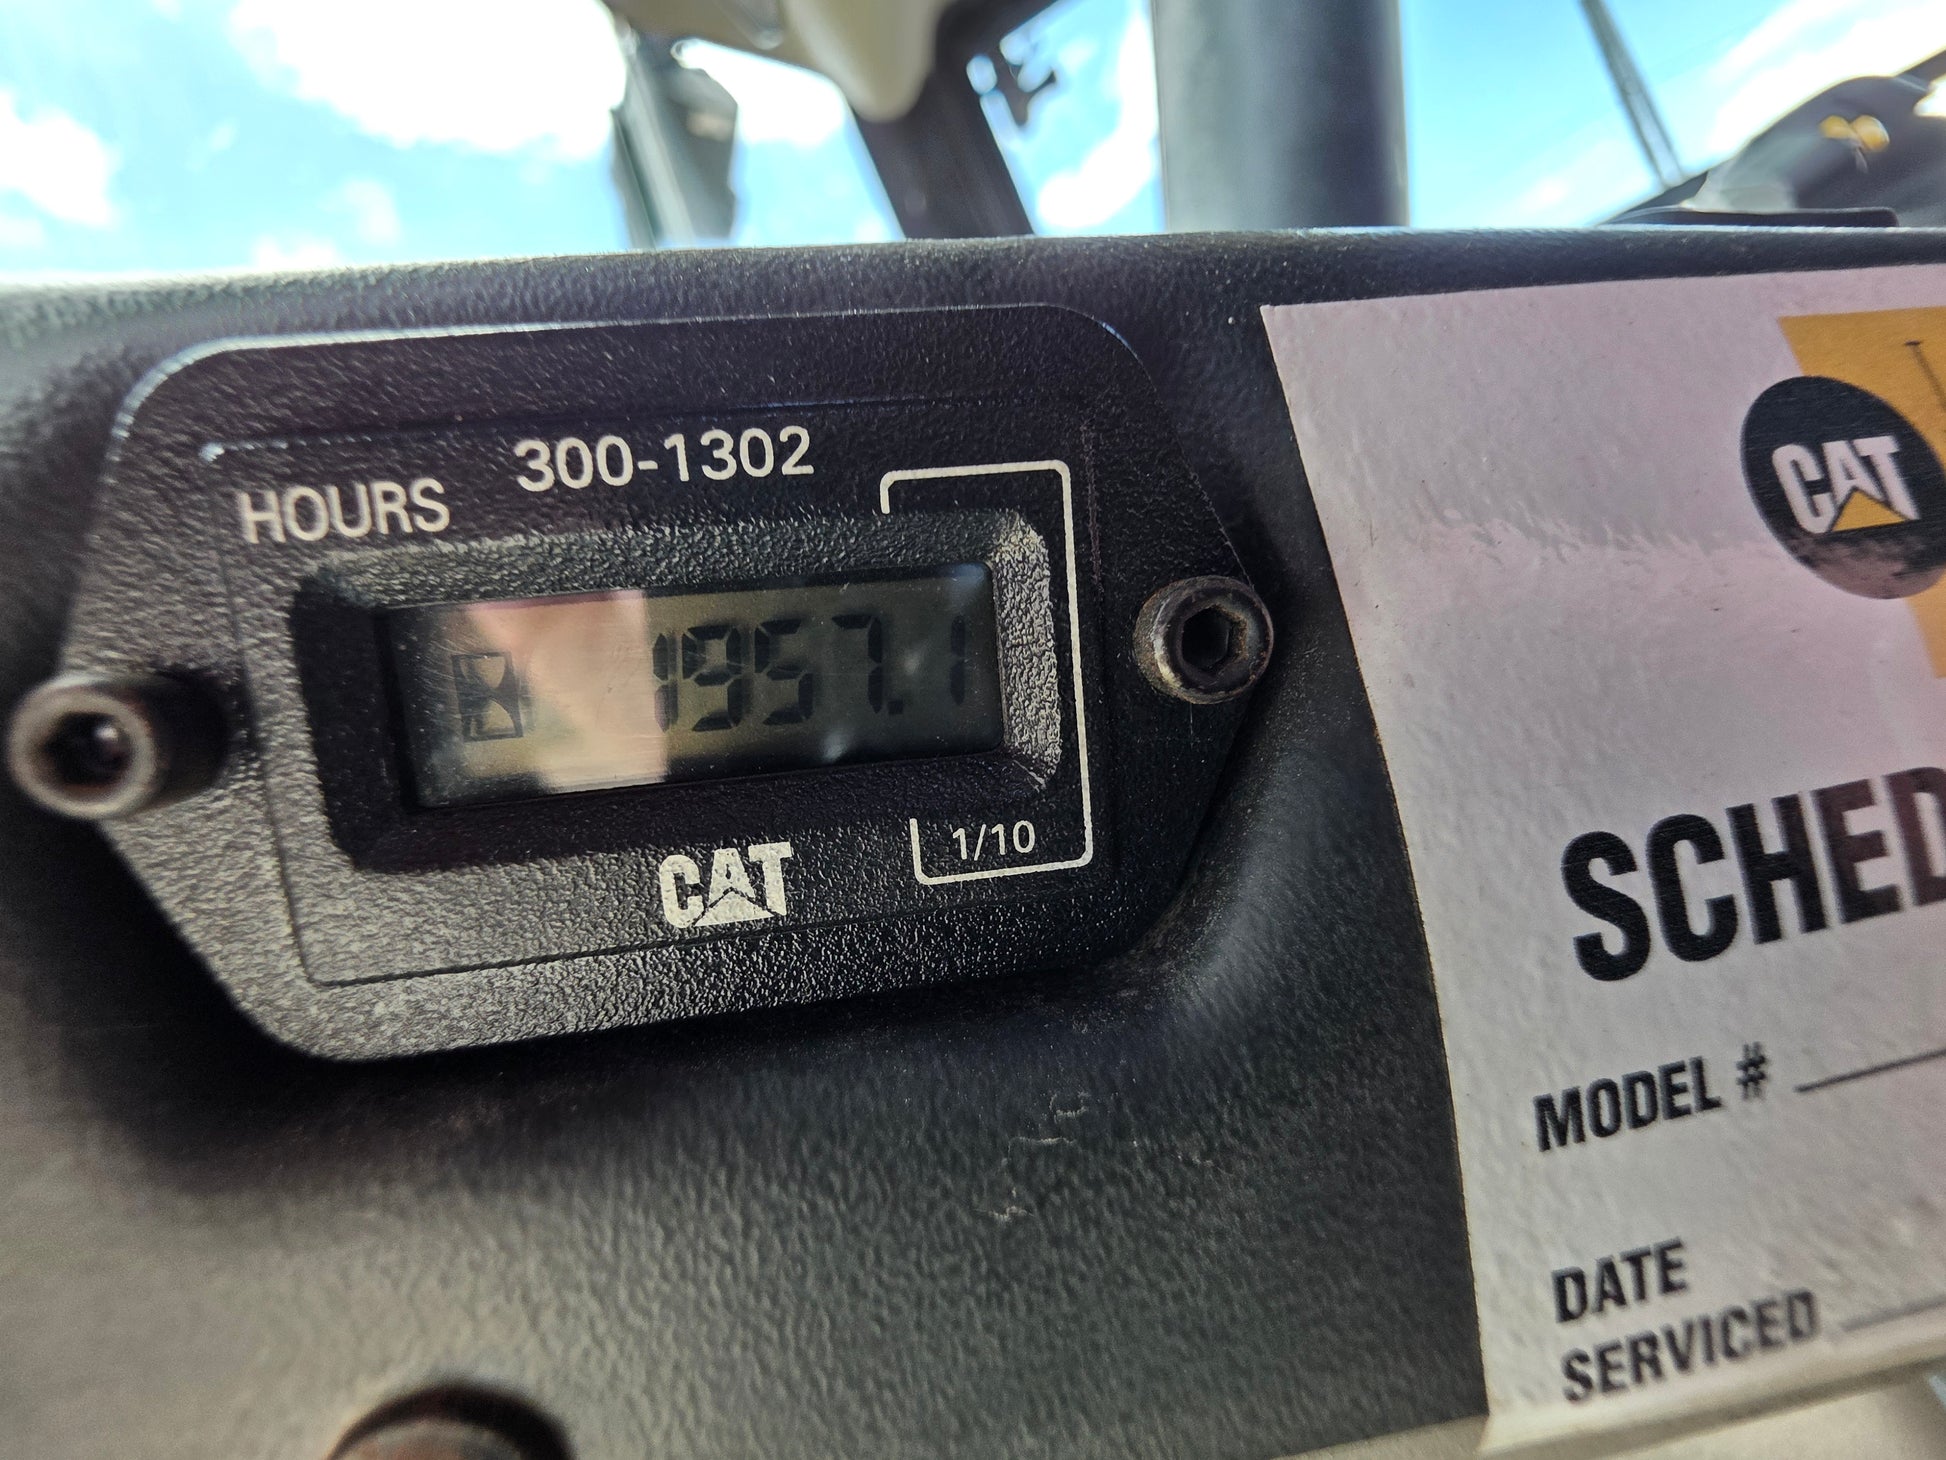 300-1302
HOURS
1957.1
1/10
CAT
CAT
SCHED
MODEL #
DATE
SERVICED